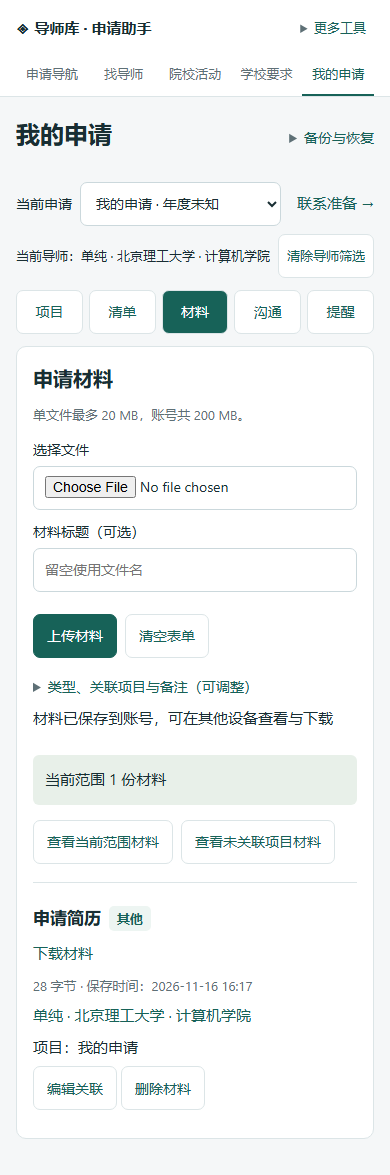 ◈ 导师库 · 申请助手
▶ 更多工具
申请导航 找导师 院校活动 学校要求 我的申请
我的申请
▶ 备份与恢复
当前申请 我的申请 · 年度未知 联系准备 →
当前导师：单纯 · 北京理工大学 · 计算机学院 清除导师筛选
项目 清单 材料 沟通 提醒
申请材料
单文件最多 20 MB，账号共 200 MB。
选择文件
Choose File No file chosen
材料标题（可选）
留空使用文件名
上传材料 清空表单
▶ 类型、关联项目与备注（可调整）
材料已保存到账号，可在其他设备查看与下载
当前范围 1 份材料
查看当前范围材料 查看未关联项目材料
申请简历 其他
下载材料
28 字节 · 保存时间：2026-11-16 16:17
单纯 · 北京理工大学 · 计算机学院
项目：我的申请
编辑关联 删除材料